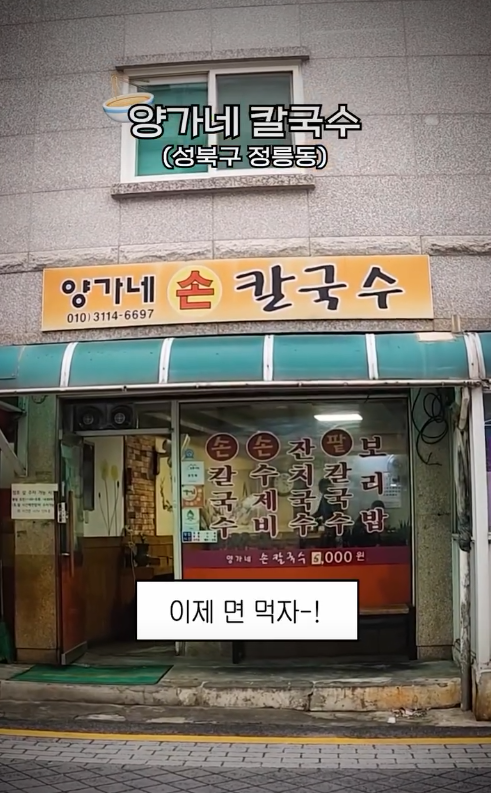 양가네 칼국수
(성북구 정릉동)
양가네 손 칼국수
010) 3114-6697
손칼국수
손수제비
잔치국수
팥칼국수
보리밥
양가네 손칼국수 5,000원
이제 면 먹자-!